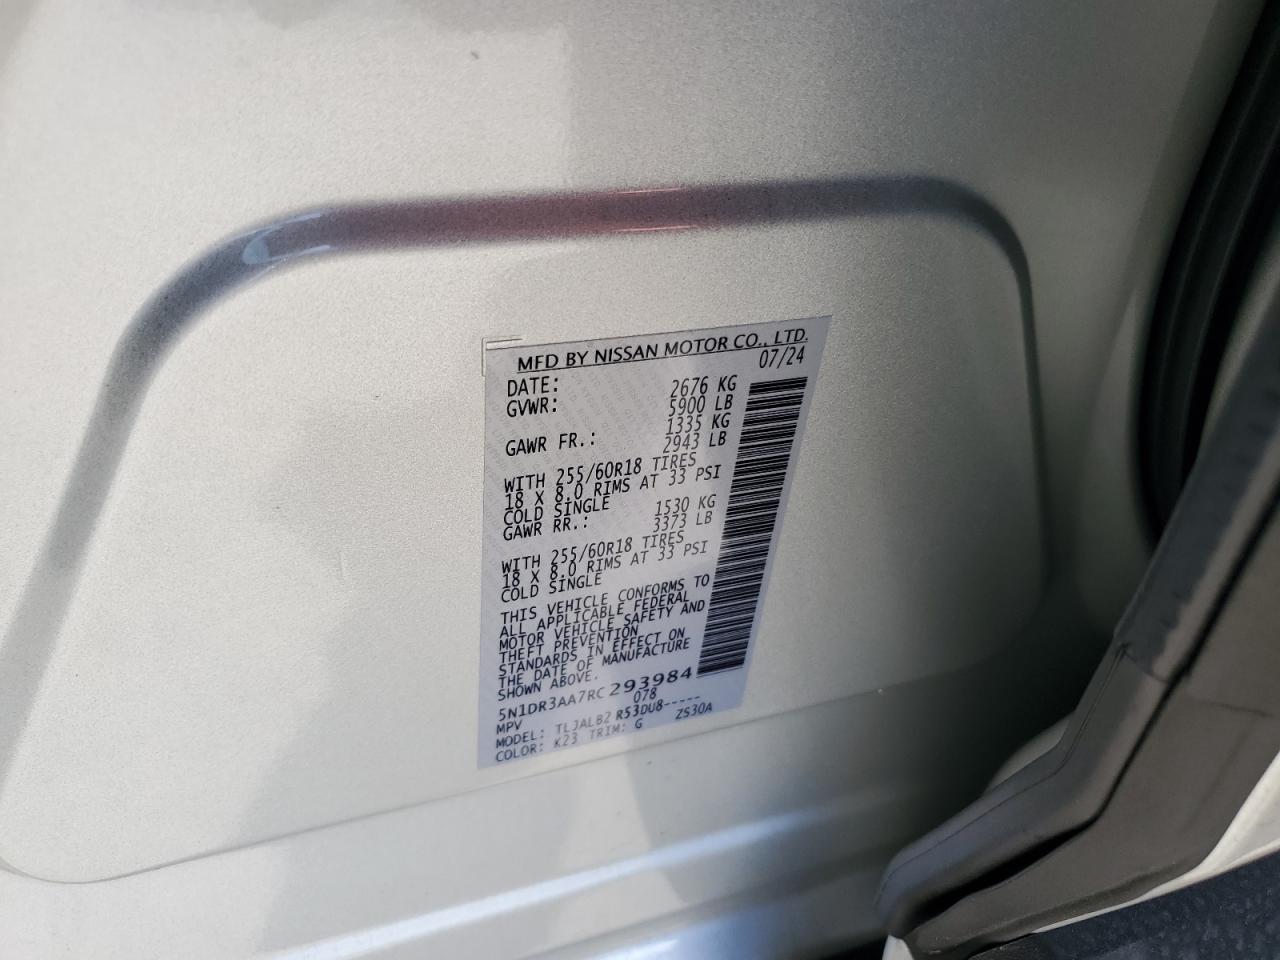 MFD BY NISSAN MOTOR CO., LTD.
DATE: 07/24
GVWR: 2676 KG
5900 LB
GAWR FR.: 1335 KG
2943 LB
WITH 255/60R18 TIRES
18 X 8.0 RIMS AT 33 PSI
COLD SINGLE
GAWR RR.: 1530 KG
3373 LB
WITH 255/60R18 TIRES
18 X 8.0 RIMS AT 33 PSI
COLD SINGLE
THIS VEHICLE CONFORMS TO
ALL APPLICABLE FEDERAL
MOTOR VEHICLE SAFETY AND
THEFT PREVENTION
STANDARDS IN EFFECT ON
THE DATE OF MANUFACTURE
SHOWN ABOVE.
5N1DR3AA7RC293984
MPV 078
MODEL: TLJALB2 R53DU8-----
COLOR: K23 TRIM: G ZS30A